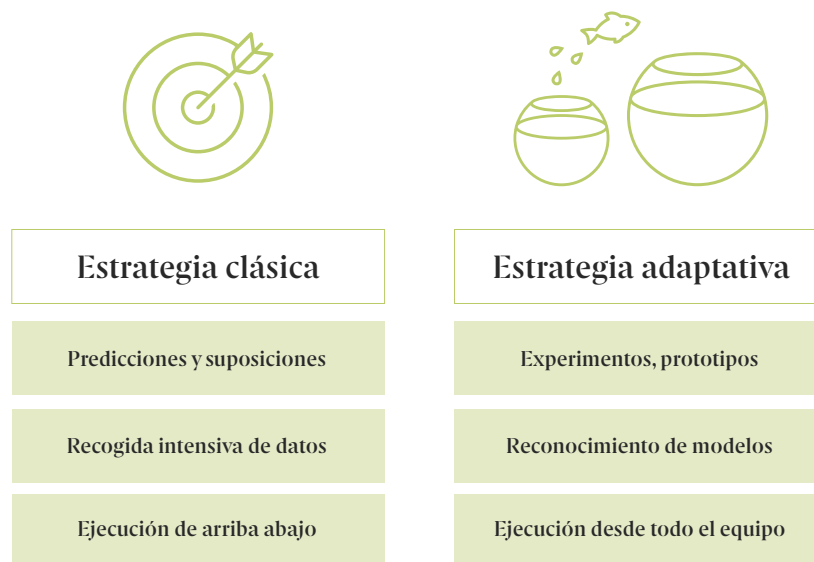 Estrategia clásica
Predicciones y suposiciones
Recogida intensiva de datos
Ejecución de arriba abajo
Estrategia adaptativa
Experimentos, prototipos
Reconocimiento de modelos
Ejecución desde todo el equipo